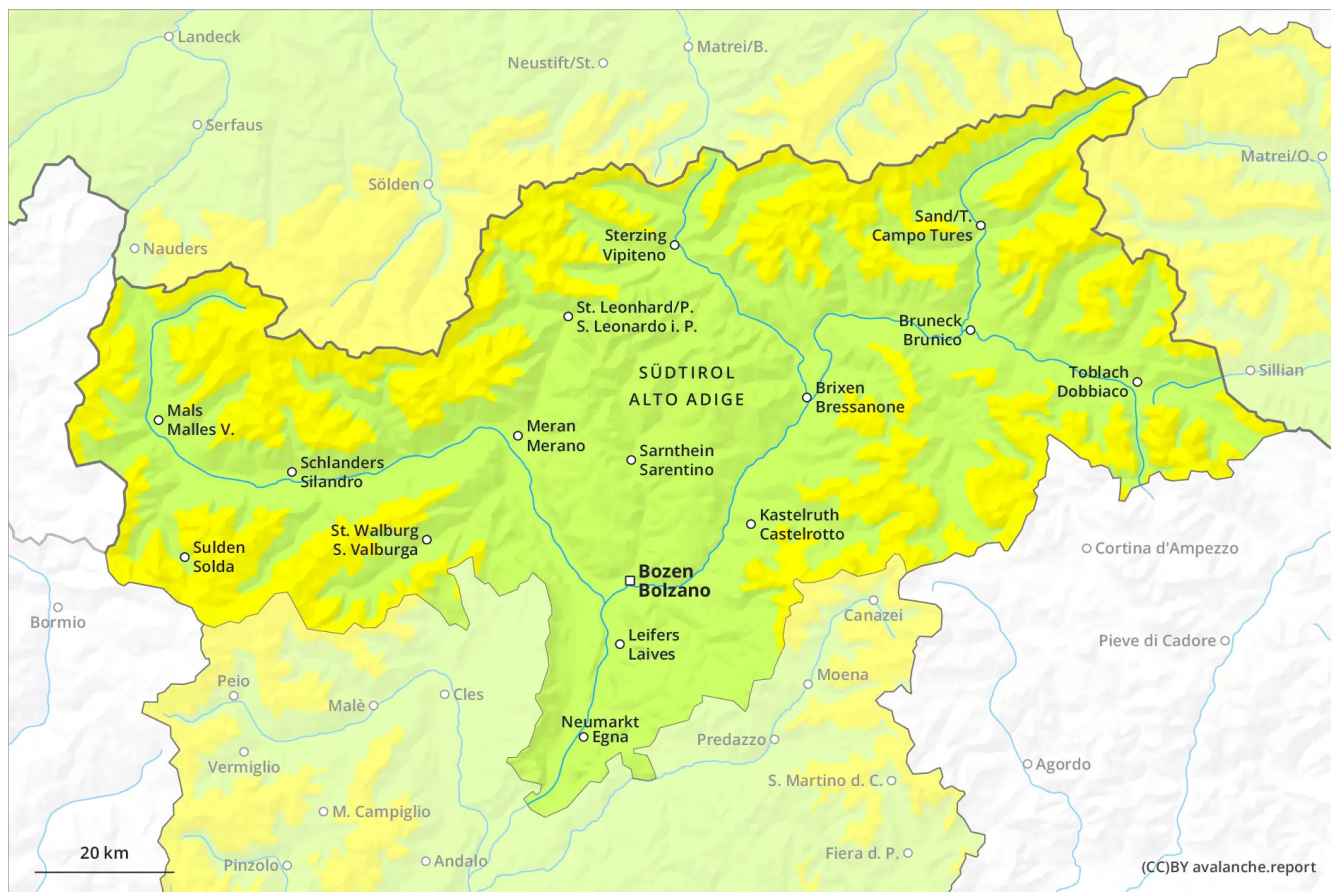 Landeck
Matrei/B.
Neustift/St.
Serfaus
Matrei/O.
Sölden
Sand/T.
Campo Tures
Sterzing
Vipiteno
Nauders
St. Leonhard/P.
S. Leonardo i. P.
Bruneck
Brunico
SÜDTIROL
ALTO ADIGE
Toblach
Dobbiaco
Sillian
Brixen
Bressanone
Mals
Malles V.
Meran
Merano
Sarnthein
Sarentino
Schlanders
Silandro
Kastelruth
Castelrotto
St. Walburg
S. Valburga
Sulden
Solda
Cortina d'Ampezzo
Bozen
Bolzano
Bormio
Canazei
Leifers
Laives
Pieve di Cadore
Peio
Moena
Malè
Cles
Neumarkt
Egna
Predazzo
Vermiglio
Agordo
S. Martino d. C.
M. Campiglio
20 km
Pinzolo
Andalo
Fiera d. P.
(CC)BY avalanche.report